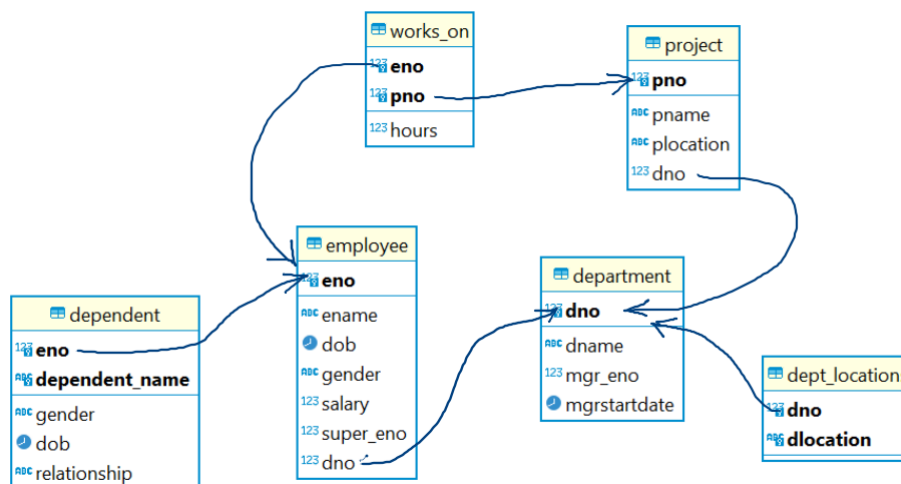 works_on
eno
pno
hours
project
pno
pname
plocation
dno
employee
eno
ename
dob
gender
salary
super_eno
dno
department
dno
dname
mgr_eno
mgrstartdate
dependent
eno
dependent_name
gender
dob
relationship
dept_location
dno
dlocation